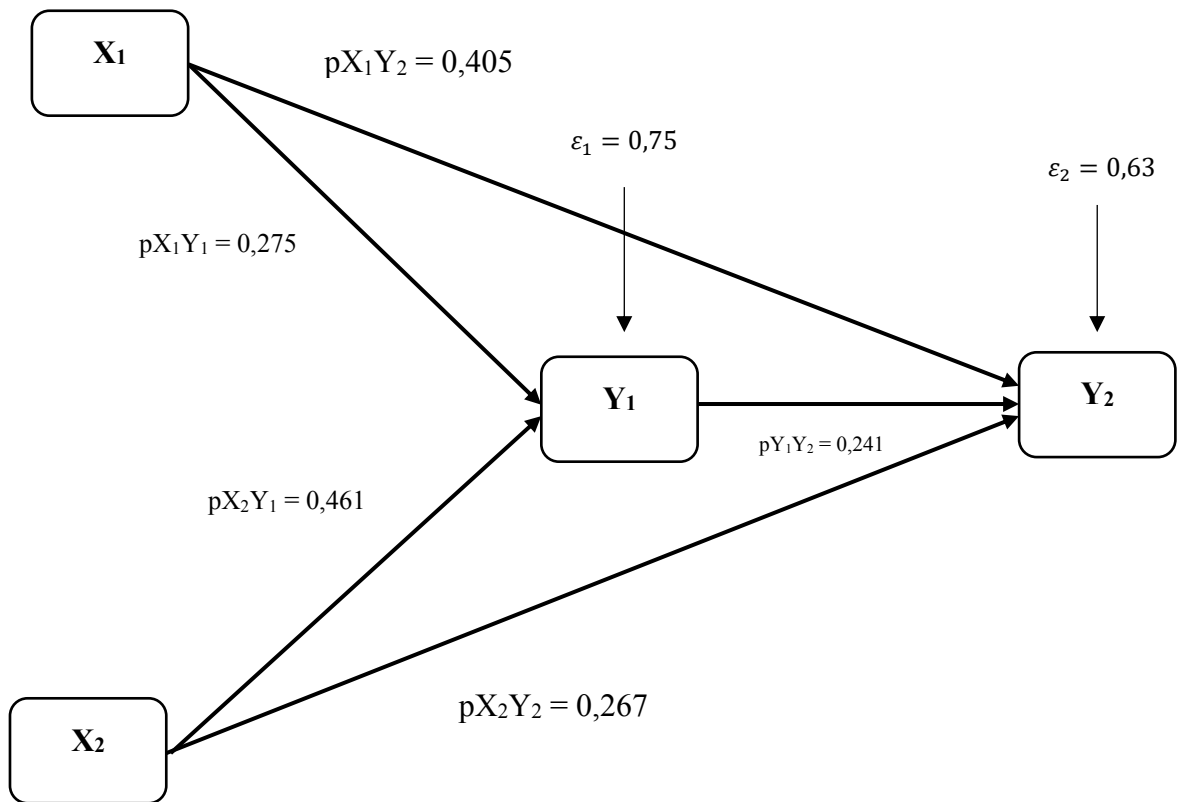 X₁
pX₁Y₂ = 0,405
ε₁ = 0,75
ε₂ = 0,63
pX₁Y₁ = 0,275
Y₁
Y₂
pY₁Y₂ = 0,241
pX₂Y₁ = 0,461
pX₂Y₂ = 0,267
X₂